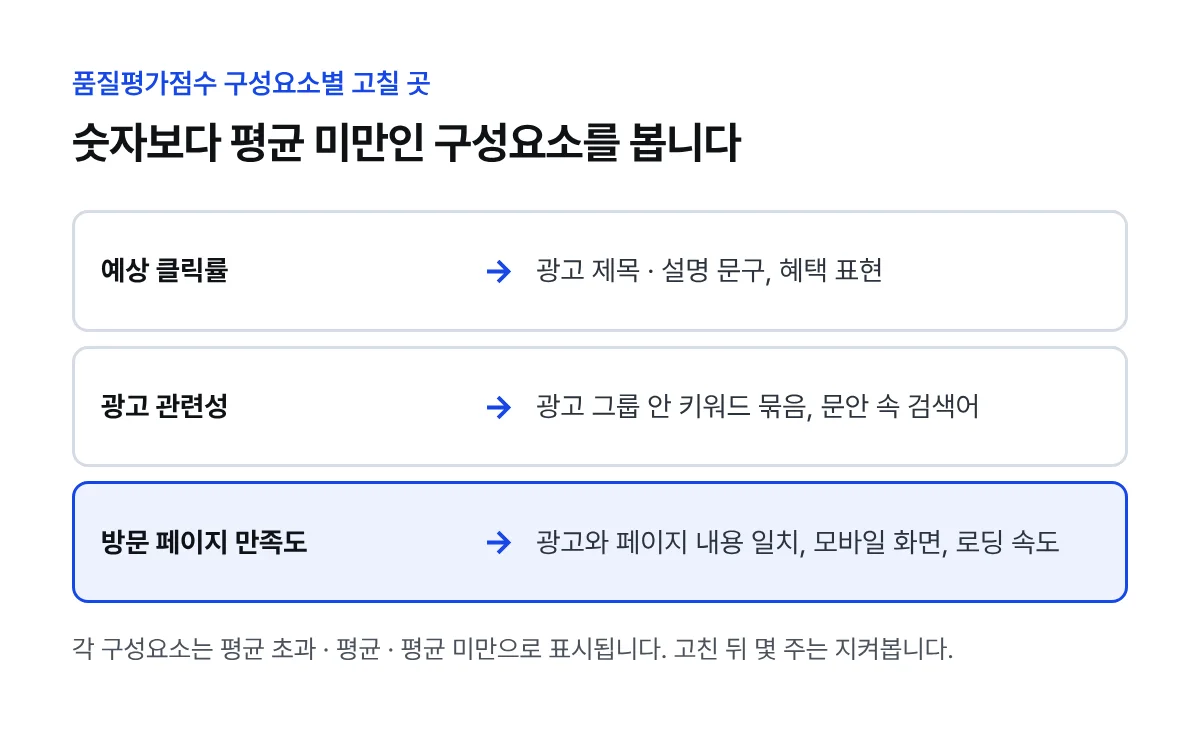 품질평가점수 구성요소별 고칠 곳
숫자보다 평균 미만인 구성요소를 봅니다
예상 클릭률 → 광고 제목 · 설명 문구, 혜택 표현
광고 관련성 → 광고 그룹 안 키워드 묶음, 문안 속 검색어
방문 페이지 만족도 → 광고와 페이지 내용 일치, 모바일 화면, 로딩 속도
각 구성요소는 평균 초과 · 평균 · 평균 미만으로 표시됩니다. 고친 뒤 몇 주는 지켜봅니다.